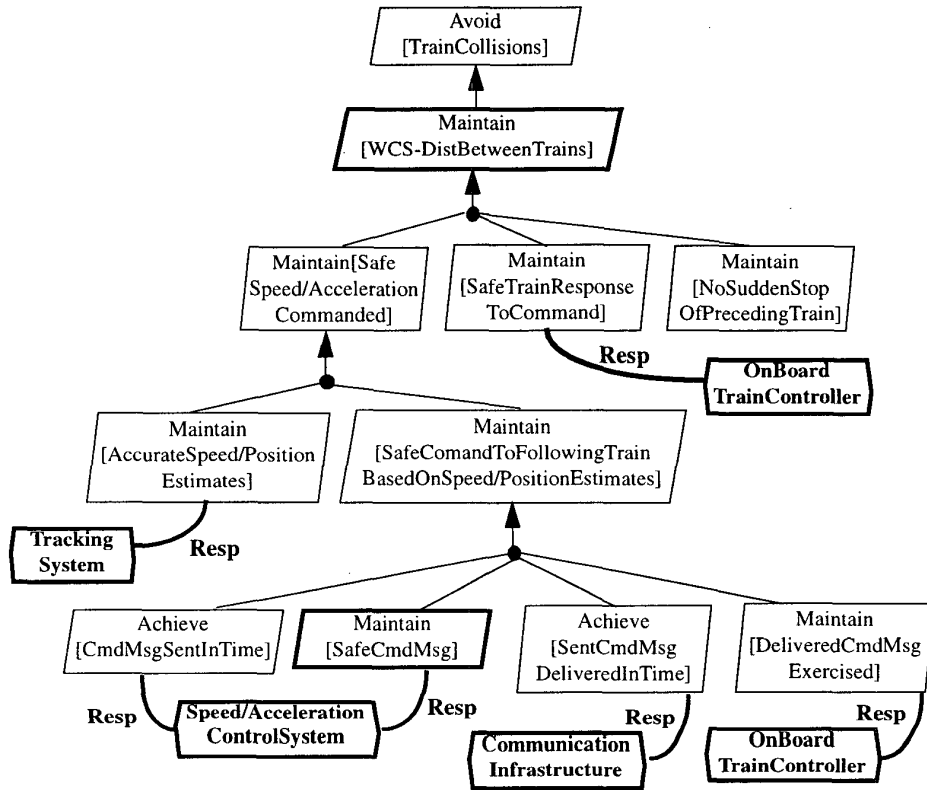 Avoid
[TrainCollisions]
Maintain
[WCS-DistBetweenTrains]
Maintain[Safe
Speed/Acceleration
Commanded]
Maintain
[SafeTrainResponse
ToCommand]
Maintain
[NoSuddenStop
OfPrecedingTrain]
Resp
OnBoard
TrainController
Maintain
[AccurateSpeed/Position
Estimates]
Maintain
[SafeComandToFollowingTrain
BasedOnSpeed/PositionEstimates]
Tracking
System
Resp
Achieve
[CmdMsgSentInTime]
Maintain
[SafeCmdMsg]
Achieve
[SentCmdMsg
DeliveredInTime]
Maintain
[DeliveredCmdMsg
Exercised]
Resp
Speed/Acceleration
ControlSystem
Resp
Communication
Infrastructure
Resp
OnBoard
TrainController
Resp